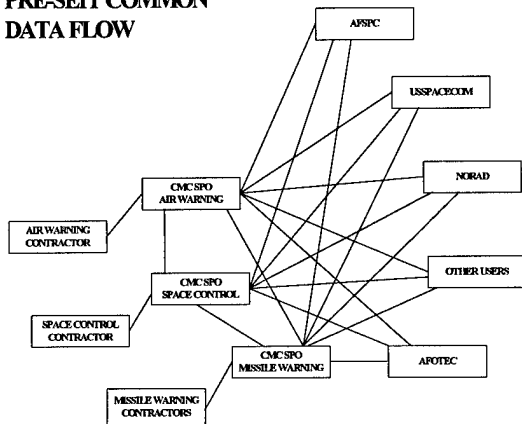 PRE-SEIT COMMON
DATA FLOW
AFSPC
USSPACECOM
NORAD
CMC SPO
AIR WARNING
AIR WARNING
CONTRACTOR
OTHER USERS
CMC SPO
SPACE CONTROL
SPACE CONTROL
CONTRACTOR
CMC SPO
MISSILE WARNING
AFOTEC
MISSILE WARNING
CONTRACTORS